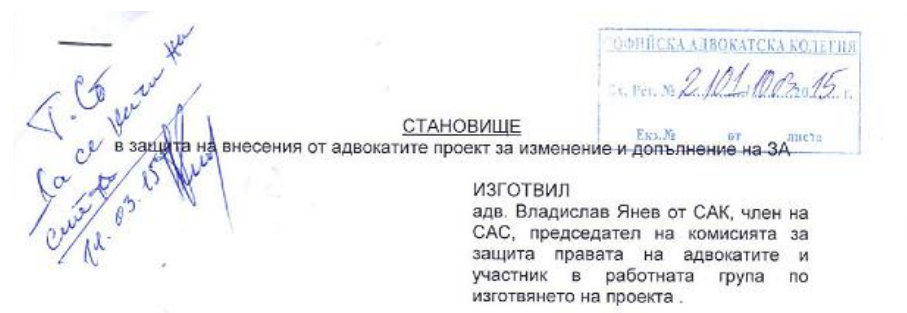 СОФИЙСКА АДВОКАТСКА КОЛЕГИЯ
Вх. Рег. № 2101 / 10.03.2015 г.
Екз.№ от листа
Да се на
сайта
11.03.15
СТАНОВИЩЕ
в защита на внесения от адвокатите проект за изменение и допълнение на ЗА
ИЗГОТВИЛ
адв. Владислав Янев от САК, член на
САС, председател на комисията за
защита правата на адвокатите и
участник в работната група по
изготвянето на проекта .